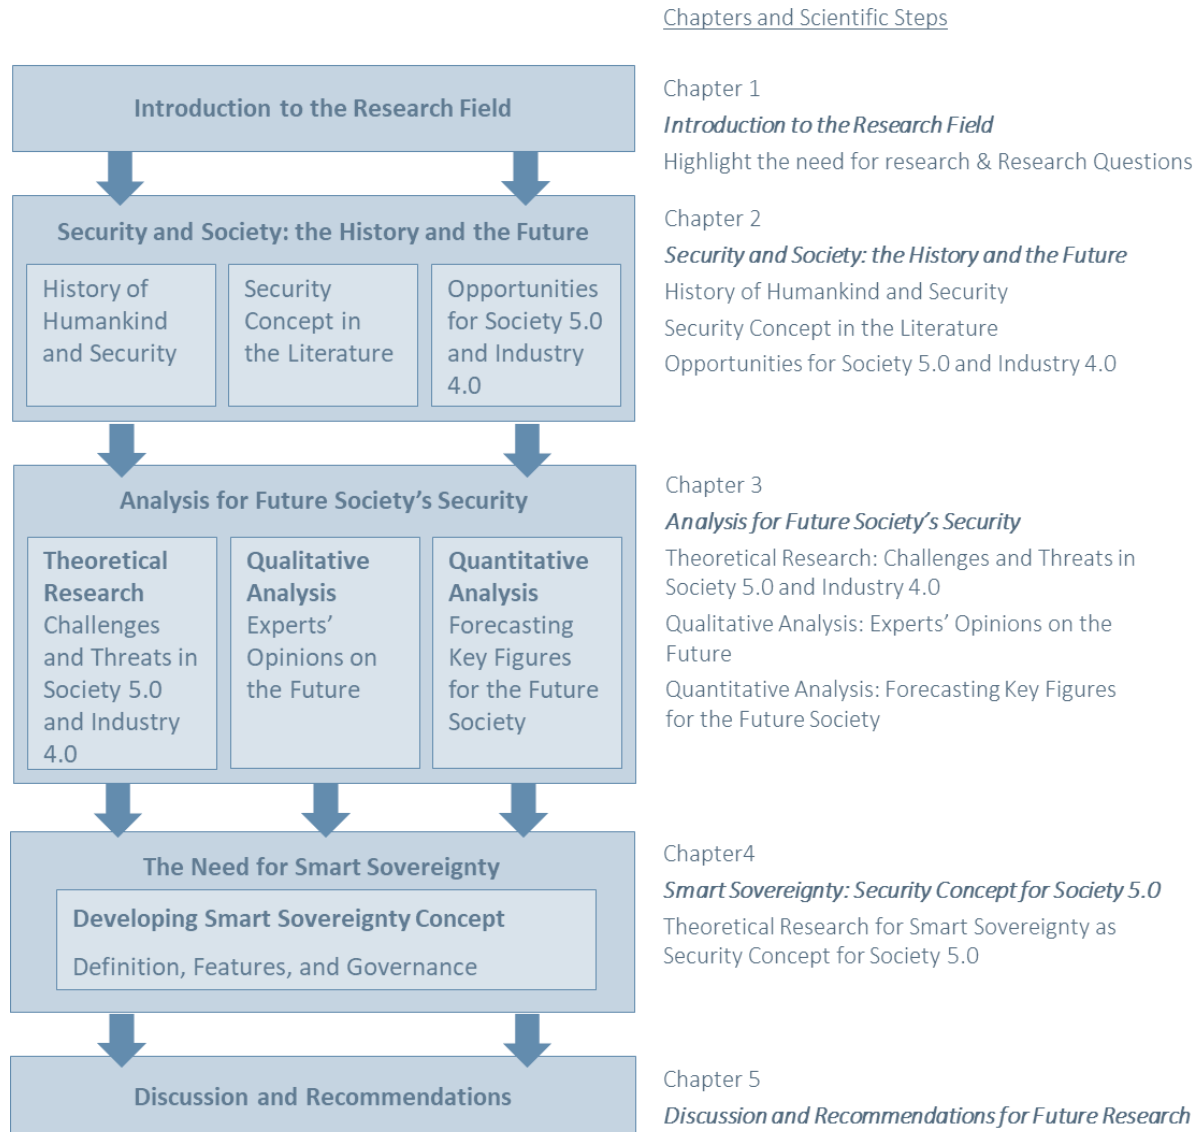 Chapters and Scientific Steps
Introduction to the Research Field
Chapter 1
Introduction to the Research Field
Highlight the need for research & Research Questions
Security and Society: the History and the Future
History of
Humankind
and Security
Security
Concept in
the Literature
Opportunities
for Society 5.0
and Industry
4.0
Chapter 2
Security and Society: the History and the Future
History of Humankind and Security
Security Concept in the Literature
Opportunities for Society 5.0 and Industry 4.0
Analysis for Future Society’s Security
Theoretical
Research
Challenges
and Threats in
Society 5.0
and Industry
4.0
Qualitative
Analysis
Experts’
Opinions on
the Future
Quantitative
Analysis
Forecasting
Key Figures
for the Future
Society
Chapter 3
Analysis for Future Society’s Security
Theoretical Research: Challenges and Threats in
Society 5.0 and Industry 4.0
Qualitative Analysis: Experts’ Opinions on the
Future
Quantitative Analysis: Forecasting Key Figures
for the Future Society
The Need for Smart Sovereignty
Developing Smart Sovereignty Concept
Definition, Features, and Governance
Chapter4
Smart Sovereignty: Security Concept for Society 5.0
Theoretical Research for Smart Sovereignty as
Security Concept for Society 5.0
Discussion and Recommendations
Chapter 5
Discussion and Recommendations for Future Research